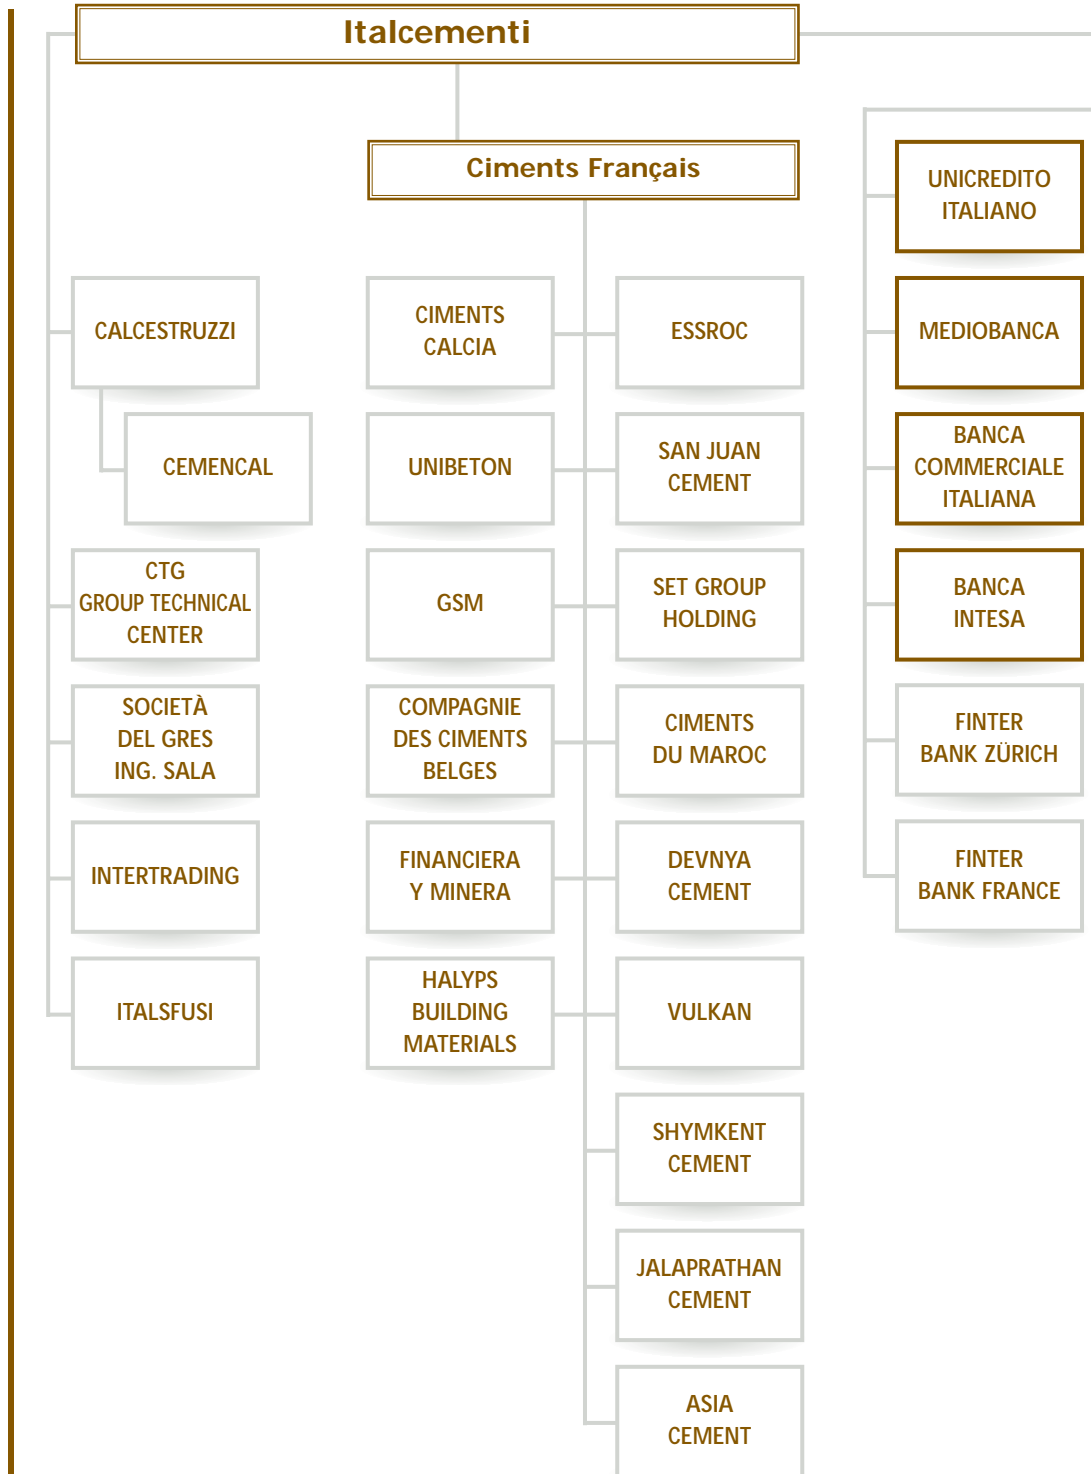 Italcementi
Ciments Français
CALCESTRUZZI
CEMENCAL
CTG
GROUP TECHNICAL
CENTER
SOCIETÀ
DEL GRES
ING. SALA
INTERTRADING
ITALSFUSI
CIMENTS
CALCIA
UNIBETON
GSM
COMPAGNIE
DES CIMENTS
BELGES
FINANCIERA
Y MINERA
HALYPS
BUILDING
MATERIALS
ESSROC
SAN JUAN
CEMENT
SET GROUP
HOLDING
CIMENTS
DU MAROC
DEVNYA
CEMENT
VULKAN
SHYMKENT
CEMENT
JALAPRATHAN
CEMENT
ASIA
CEMENT
UNICREDITO
ITALIANO
MEDIOBANCA
BANCA
COMMERCIALE
ITALIANA
BANCA
INTESA
FINTER
BANK ZÜRICH
FINTER
BANK FRANCE